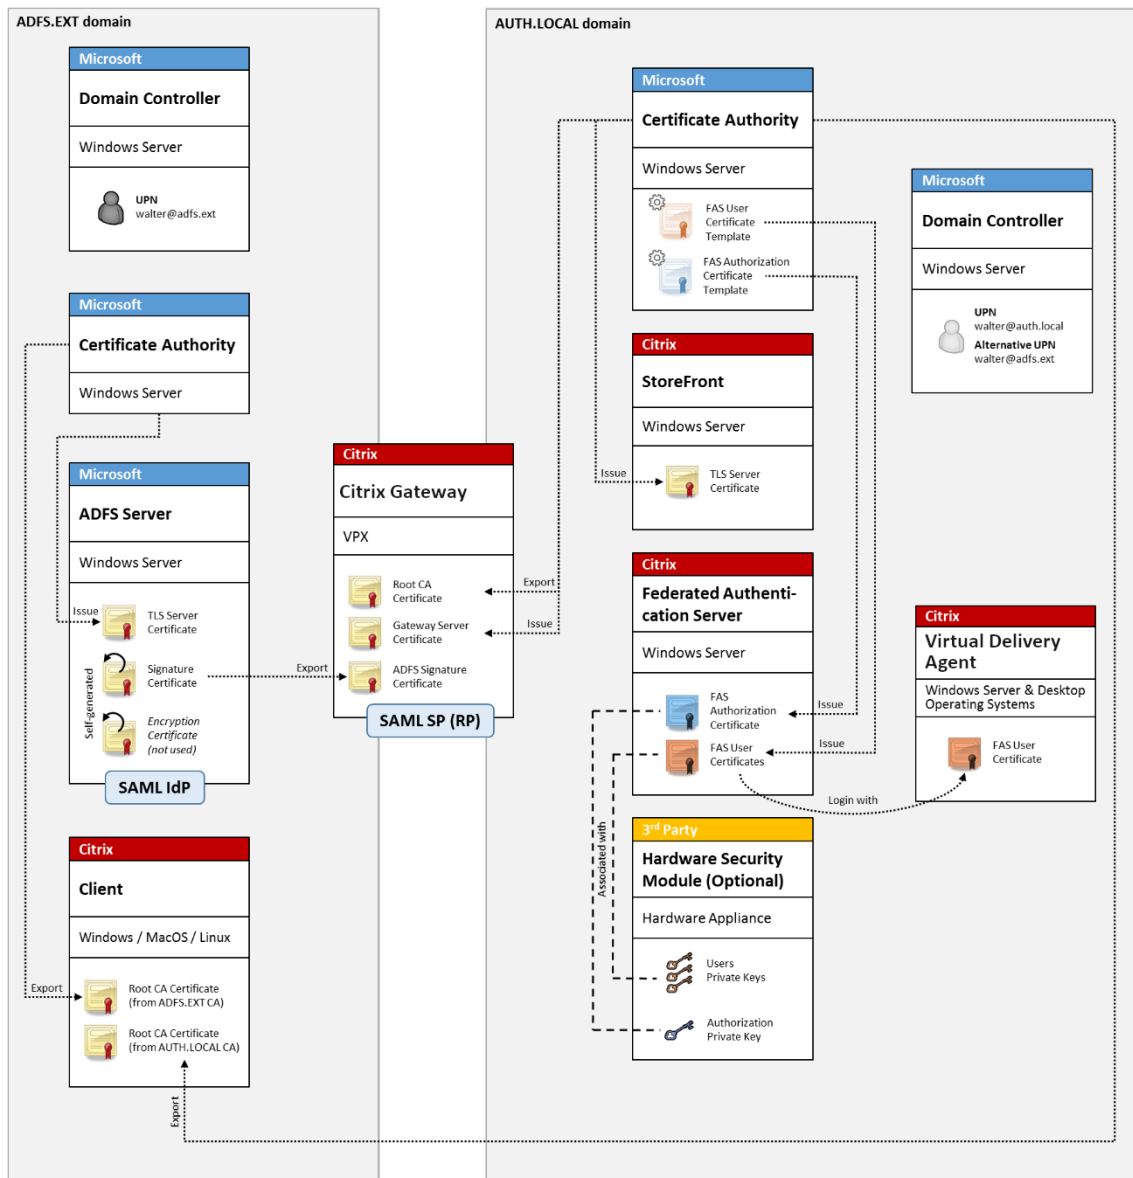 ADFS.EXT domain
Microsoft
Domain Controller
Windows Server
UPN
walter@adfs.ext
Microsoft
Certificate Authority
Windows Server
Microsoft
ADFS Server
Windows Server
Issue
TLS Server
Certificate
Self-generated
Signature
Certificate
Encryption
Certificate
(not used)
SAML IdP
Citrix
Client
Windows / MacOS / Linux
Export
Root CA Certificate
(from ADFS.EXT CA)
Root CA Certificate
(from AUTH.LOCAL CA)
Export
Citrix
Citrix Gateway
VPX
Root CA
Certificate
Export
Gateway Server
Certificate
Issue
Export
ADFS Signature
Certificate
SAML SP (RP)
AUTH.LOCAL domain
Microsoft
Certificate Authority
Windows Server
FAS User
Certificate
Template
FAS Authorization
Certificate
Template
Citrix
StoreFront
Windows Server
Issue
TLS Server
Certificate
Citrix
Federated Authenti-
cation Server
Windows Server
FAS
Authorization
Certificate
Issue
FAS User
Certificates
Issue
Login with
Associated with
3rd Party
Hardware Security
Module (Optional)
Hardware Appliance
Users
Private Keys
Authorization
Private Key
Microsoft
Domain Controller
Windows Server
UPN
walter@auth.local
Alternative UPN
walter@adfs.ext
Citrix
Virtual Delivery
Agent
Windows Server & Desktop
Operating Systems
FAS User
Certificate